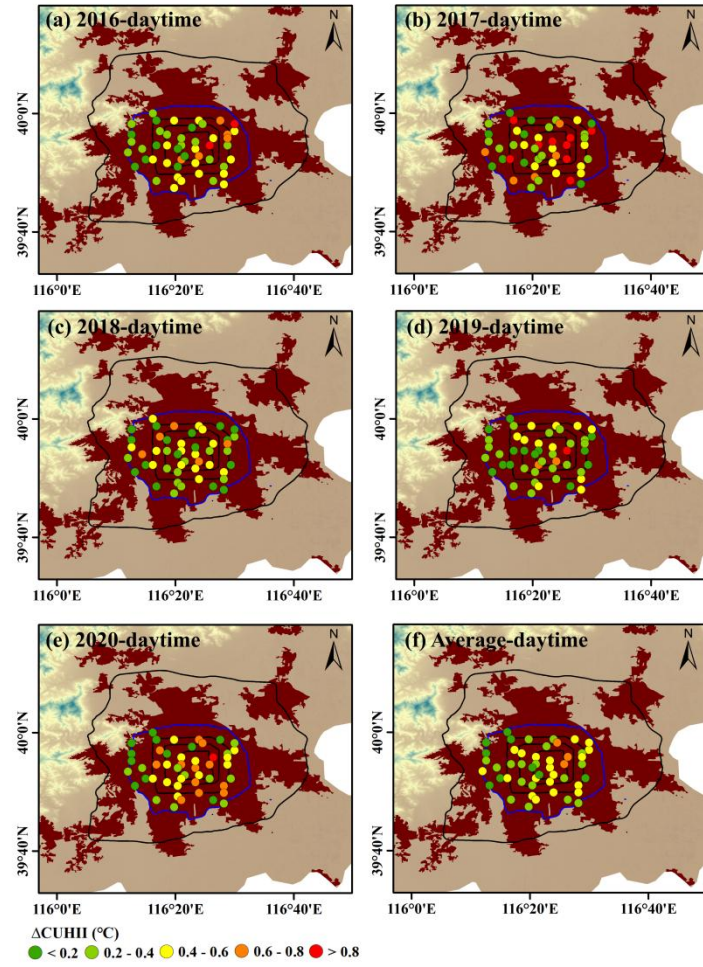 (a) 2016-daytime
N
(b) 2017-daytime
N
40°0'N
39°40'N
116°0'E
116°20'E
116°40'E
116°0'E
116°20'E
116°40'E
(c) 2018-daytime
N
(d) 2019-daytime
N
40°0'N
39°40'N
116°0'E
116°20'E
116°40'E
116°0'E
116°20'E
116°40'E
(e) 2020-daytime
N
(f) Average-daytime
N
40°0'N
39°40'N
116°0'E
116°20'E
116°40'E
116°0'E
116°20'E
116°40'E
ΔCUHII (°C)
< 0.2 0.2 - 0.4 0.4 - 0.6 0.6 - 0.8 > 0.8